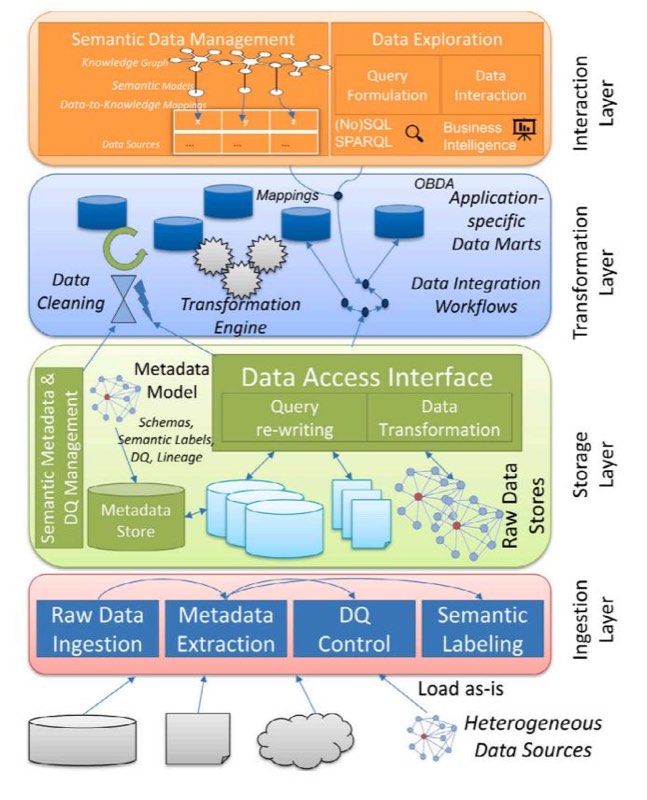 Semantic Data Management
Knowledge Graph
Semantic Models
Data-to-Knowledge Mappings
x y z
Data Sources
... ... ...
Data Exploration
Query
Formulation
Data
Interaction
(No)SQL
SPARQL
Business
Intelligence
Interaction
Layer
Mappings
OBDA
Application-
specific
Data Marts
Data
Cleaning
Transformation
Engine
Data Integration
Workflows
Transformation
Layer
Semantic Metadata &
DQ Management
Metadata
Model
Schemas,
Semantic Labels,
DQ, Lineage
Metadata
Store
Data Access Interface
Query
re-writing
Data
Transformation
Raw Data
Stores
Storage
Layer
Raw Data
Ingestion
Metadata
Extraction
DQ
Control
Semantic
Labeling
Ingestion
Layer
Load as-is
Heterogeneous
Data Sources